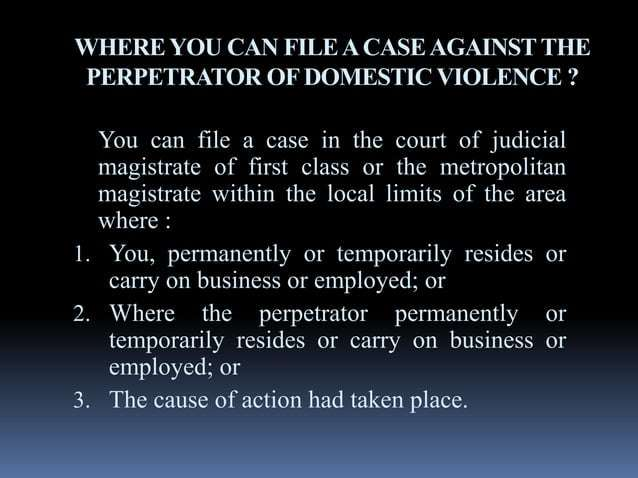 WHERE YOU CAN FILE A CASE AGAINST THE
PERPETRATOR OF DOMESTIC VIOLENCE ?
You can file a case in the court of judicial
magistrate of first class or the metropolitan
magistrate within the local limits of the area
where :
1. You, permanently or temporarily resides or
carry on business or employed; or
2. Where the perpetrator permanently or
temporarily resides or carry on business or
employed; or
3. The cause of action had taken place.